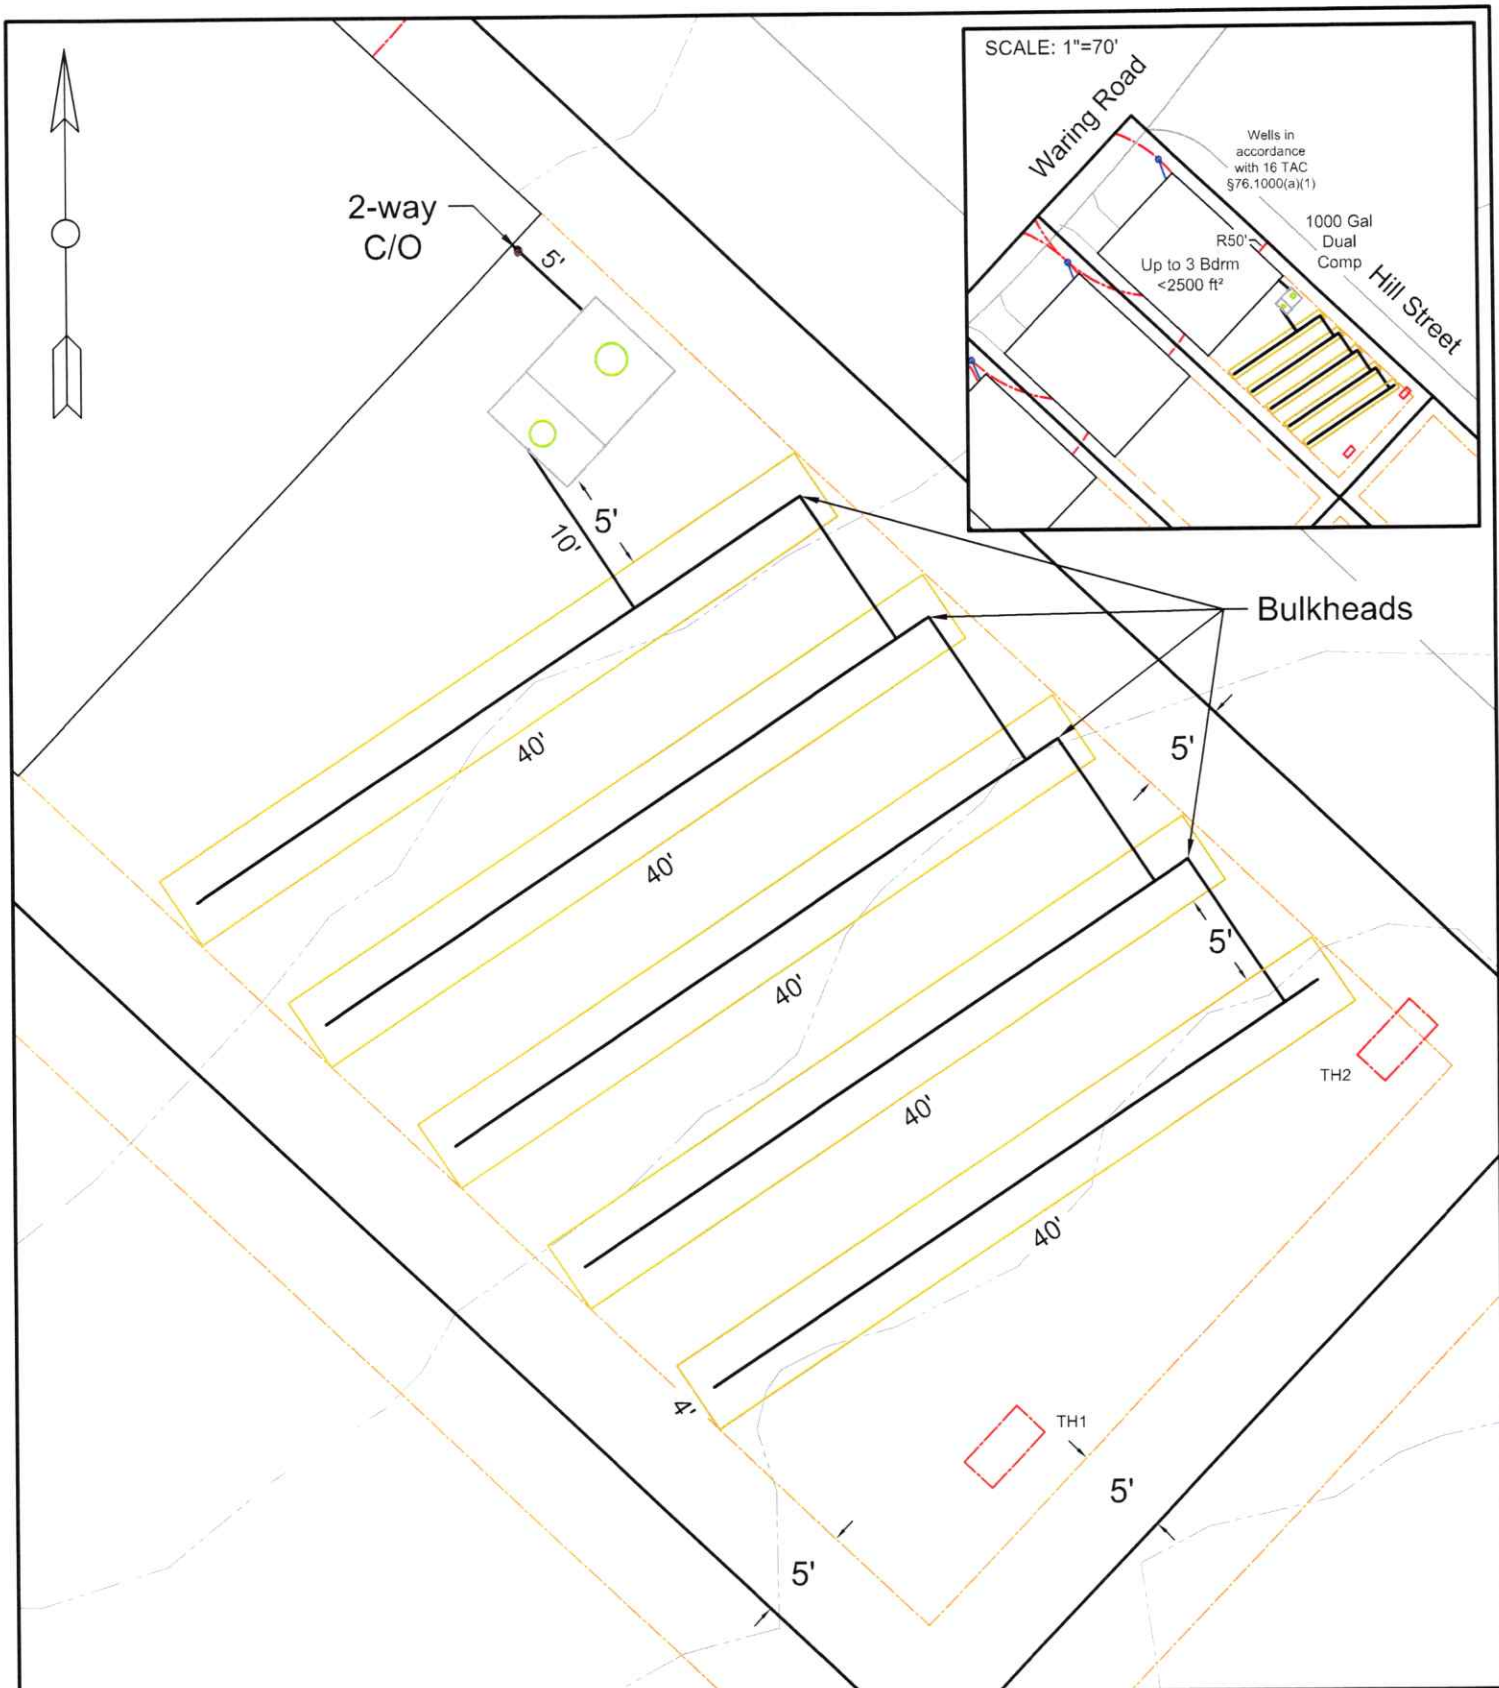 SCALE: 1"=70'
Waring Road
Wells in
accordance
with 16 TAC
§76.1000(a)(1)
1000 Gal
Dual
Comp
R50'
Up to 3 Bdrm
<2500 ft²
Hill Street
2-way
C/O
5'
5'
10'
Bulkheads
40'
5'
40'
5'
40'
TH2
40'
40'
4'
TH1
5'
5'